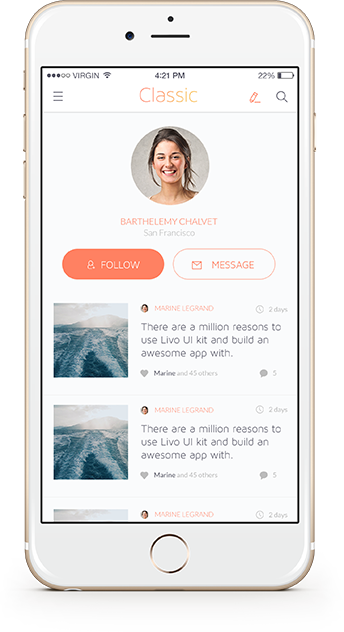 VIRGIN 4:21 PM 22%
Classic
BARTHELEMY CHALVET
San Francisco
FOLLOW MESSAGE
MARINE LEGRAND 2 days
There are a million reasons to
use Livo UI kit and build an
awesome app with.
Marine and 45 others 5
MARINE LEGRAND 2 days
There are a million reasons to
use Livo UI kit and build an
awesome app with.
Marine and 45 others 5
MARINE LEGRAND 2 days